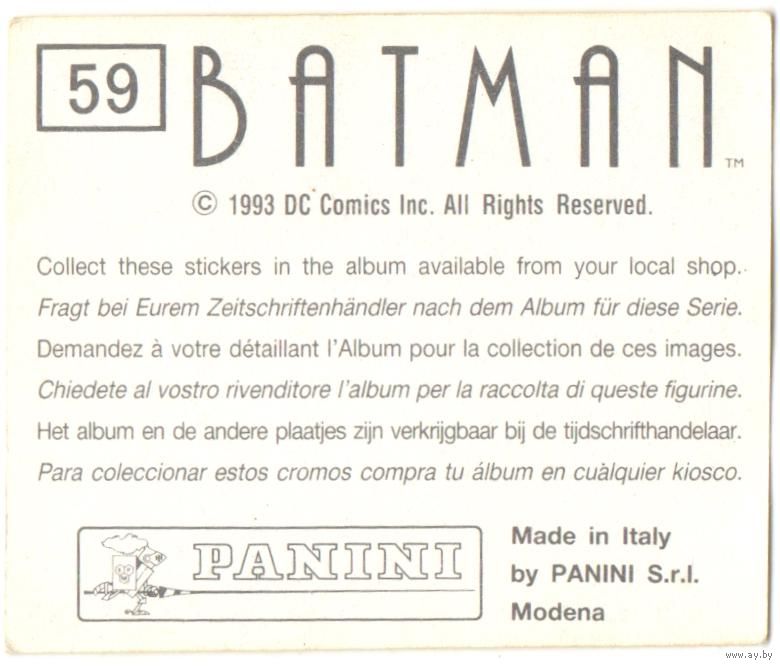 59
BATMAN™
© 1993 DC Comics Inc. All Rights Reserved.
Collect these stickers in the album available from your local shop.
Fragt bei Eurem Zeitschriftenhändler nach dem Album für diese Serie.
Demandez à votre détaillant l'Album pour la collection de ces images.
Chiedete al vostro rivenditore l'album per la raccolta di queste figurine.
Het album en de andere plaatjes zijn verkrijgbaar bij de tijdschrifthandelaar.
Para coleccionar estos cromos compra tu álbum en cuàlquier kiosco.
PANINI
Made in Italy
by PANINI S.r.l.
Modena
www.ay.by